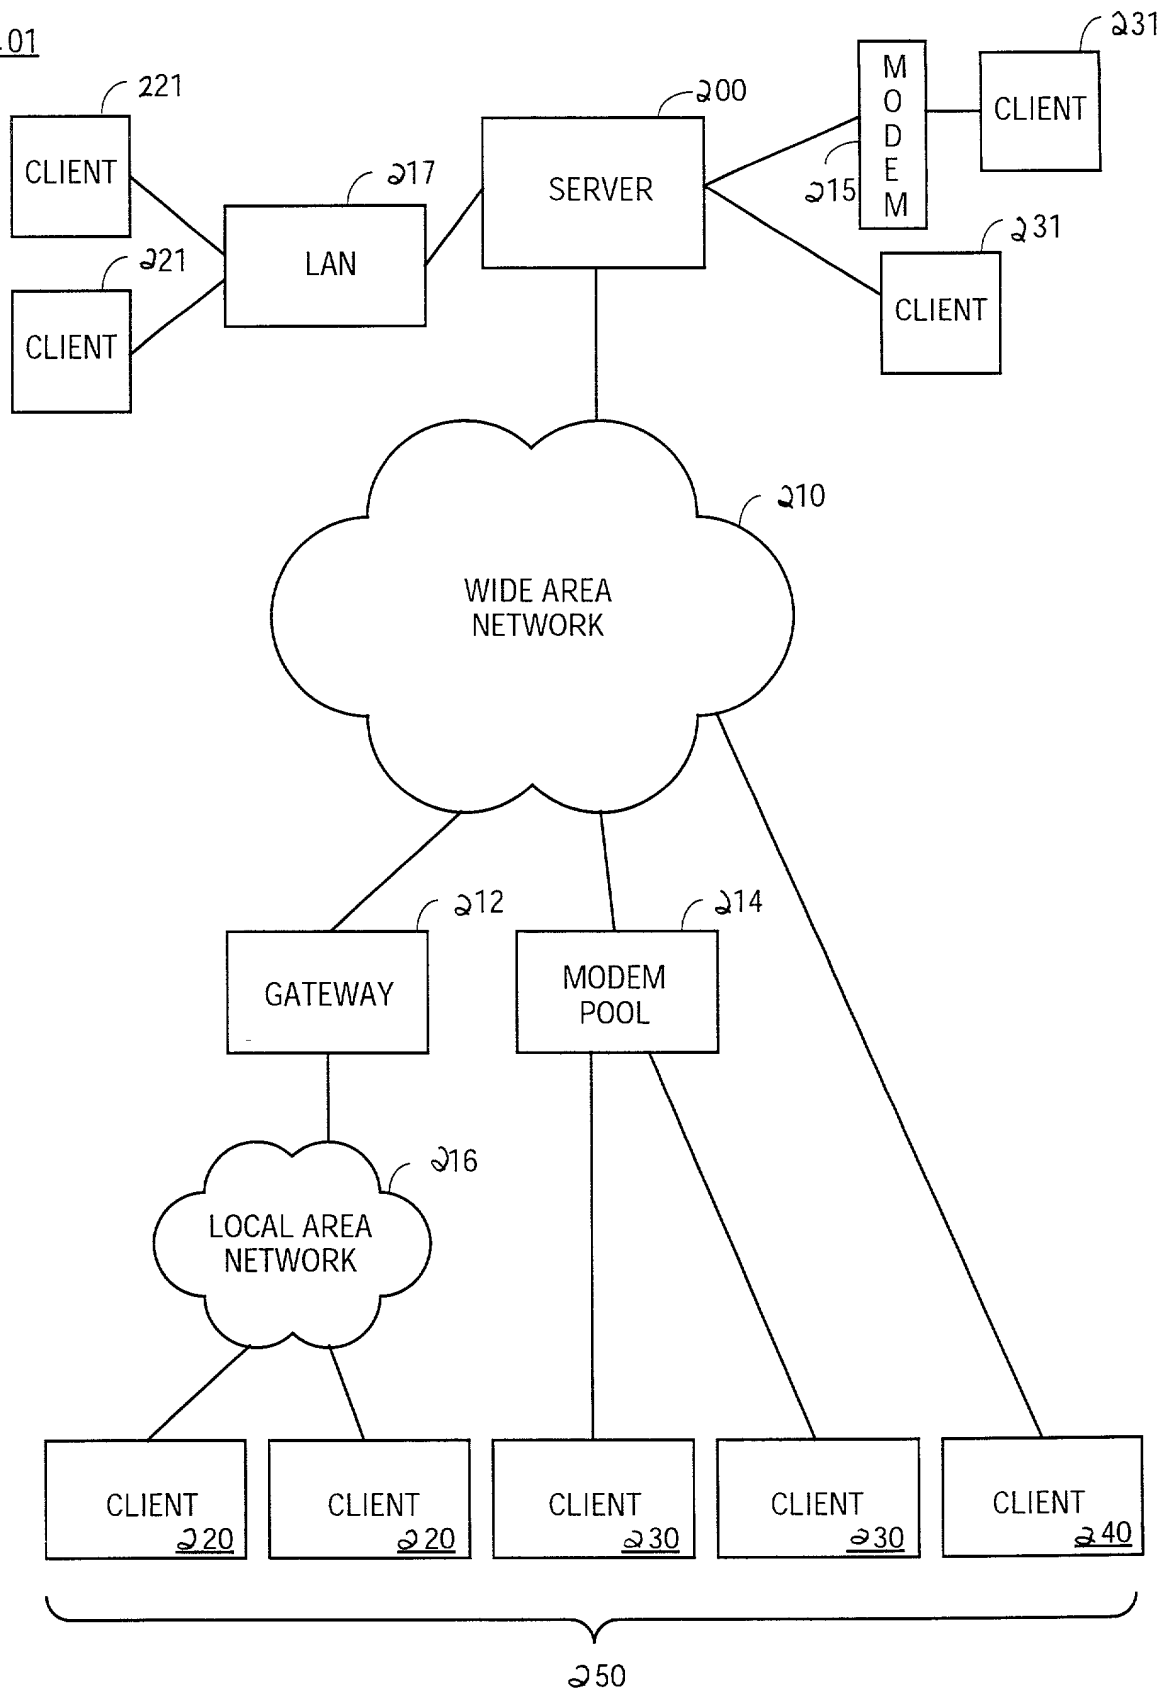 01
221
CLIENT
221
CLIENT
217
LAN
200
SERVER
MODEM
215
231
CLIENT
231
CLIENT
210
WIDE AREA
NETWORK
212
GATEWAY
214
MODEM
POOL
216
LOCAL AREA
NETWORK
CLIENT
220
CLIENT
220
CLIENT
230
CLIENT
230
CLIENT
240
250